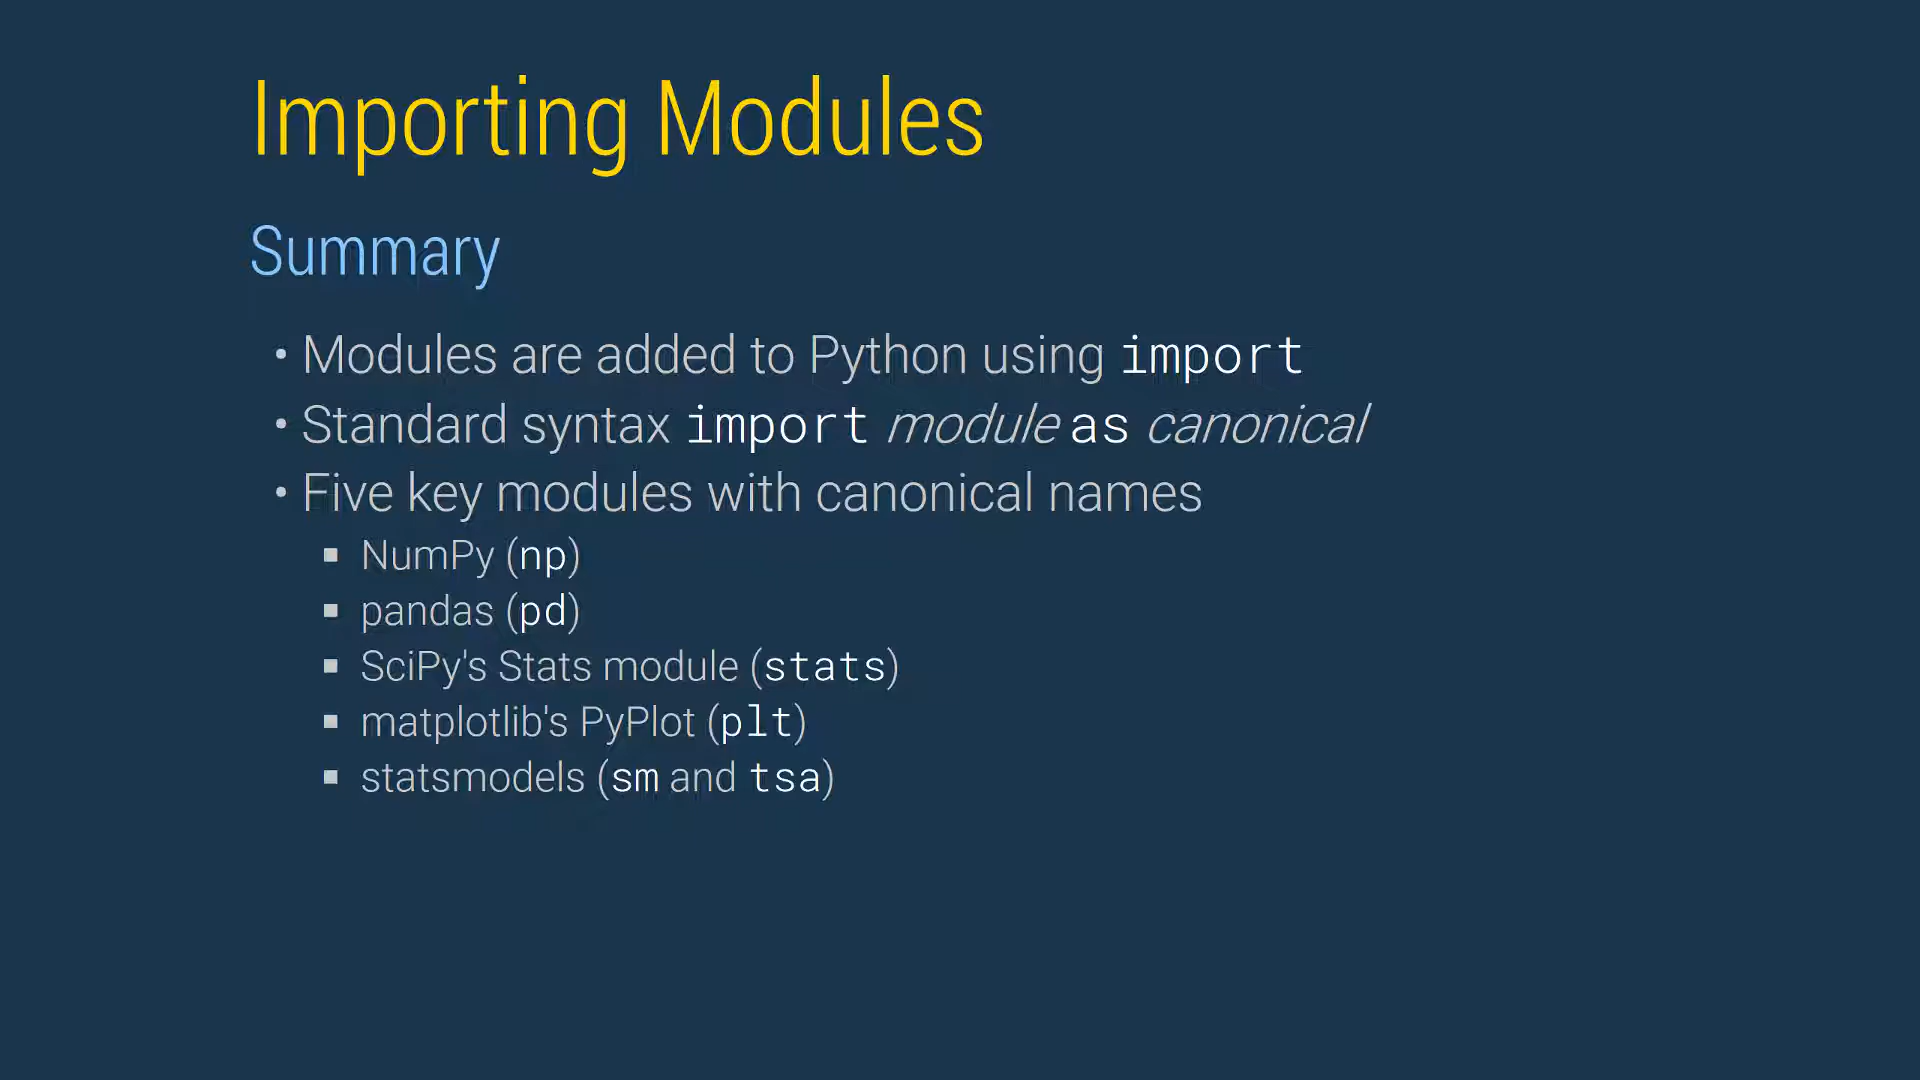 Importing Modules
Summary
• Modules are added to Python using import
• Standard syntax import module as canonical
• Five key modules with canonical names
▪ NumPy (np)
▪ pandas (pd)
▪ SciPy's Stats module (stats)
▪ matplotlib's PyPlot (plt)
▪ statsmodels (sm and tsa)